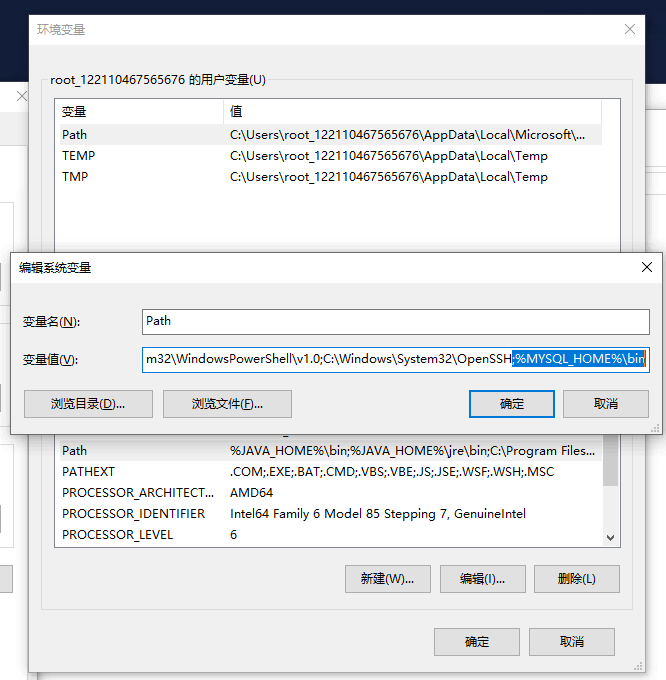 环境变量
root_122110467565676 的用户变量(U)
变量 值
Path C:\Users\root_122110467565676\AppData\Local\Microsoft\...
TEMP C:\Users\root_122110467565676\AppData\Local\Temp
TMP C:\Users\root_122110467565676\AppData\Local\Temp
编辑系统变量
变量名(N): Path
变量值(V): m32\WindowsPowerShell\v1.0;C:\Windows\System32\OpenSSH;%MYSQL_HOME%\bin
浏览目录(D)... 浏览文件(F)... 确定 取消
Path %JAVA_HOME%\bin;%JAVA_HOME%\jre\bin;C:\Program Files...
PATHEXT .COM;.EXE;.BAT;.CMD;.VBS;.VBE;.JS;.JSE;.WSF;.WSH;.MSC
PROCESSOR_ARCHITECT... AMD64
PROCESSOR_IDENTIFIER Intel64 Family 6 Model 85 Stepping 7, GenuineIntel
PROCESSOR_LEVEL 6
新建(W)... 编辑(I)... 删除(L)
确定 取消